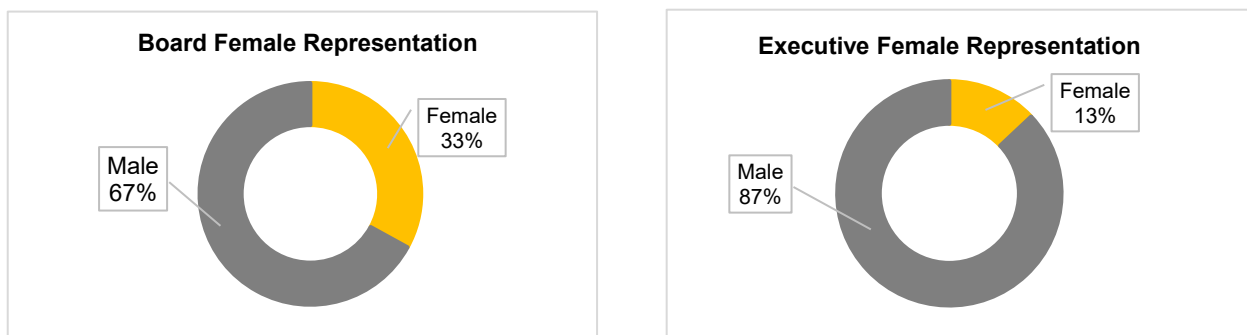 Board Female Representation
Female
33%
Male
67%
Executive Female Representation
Female
13%
Male
87%